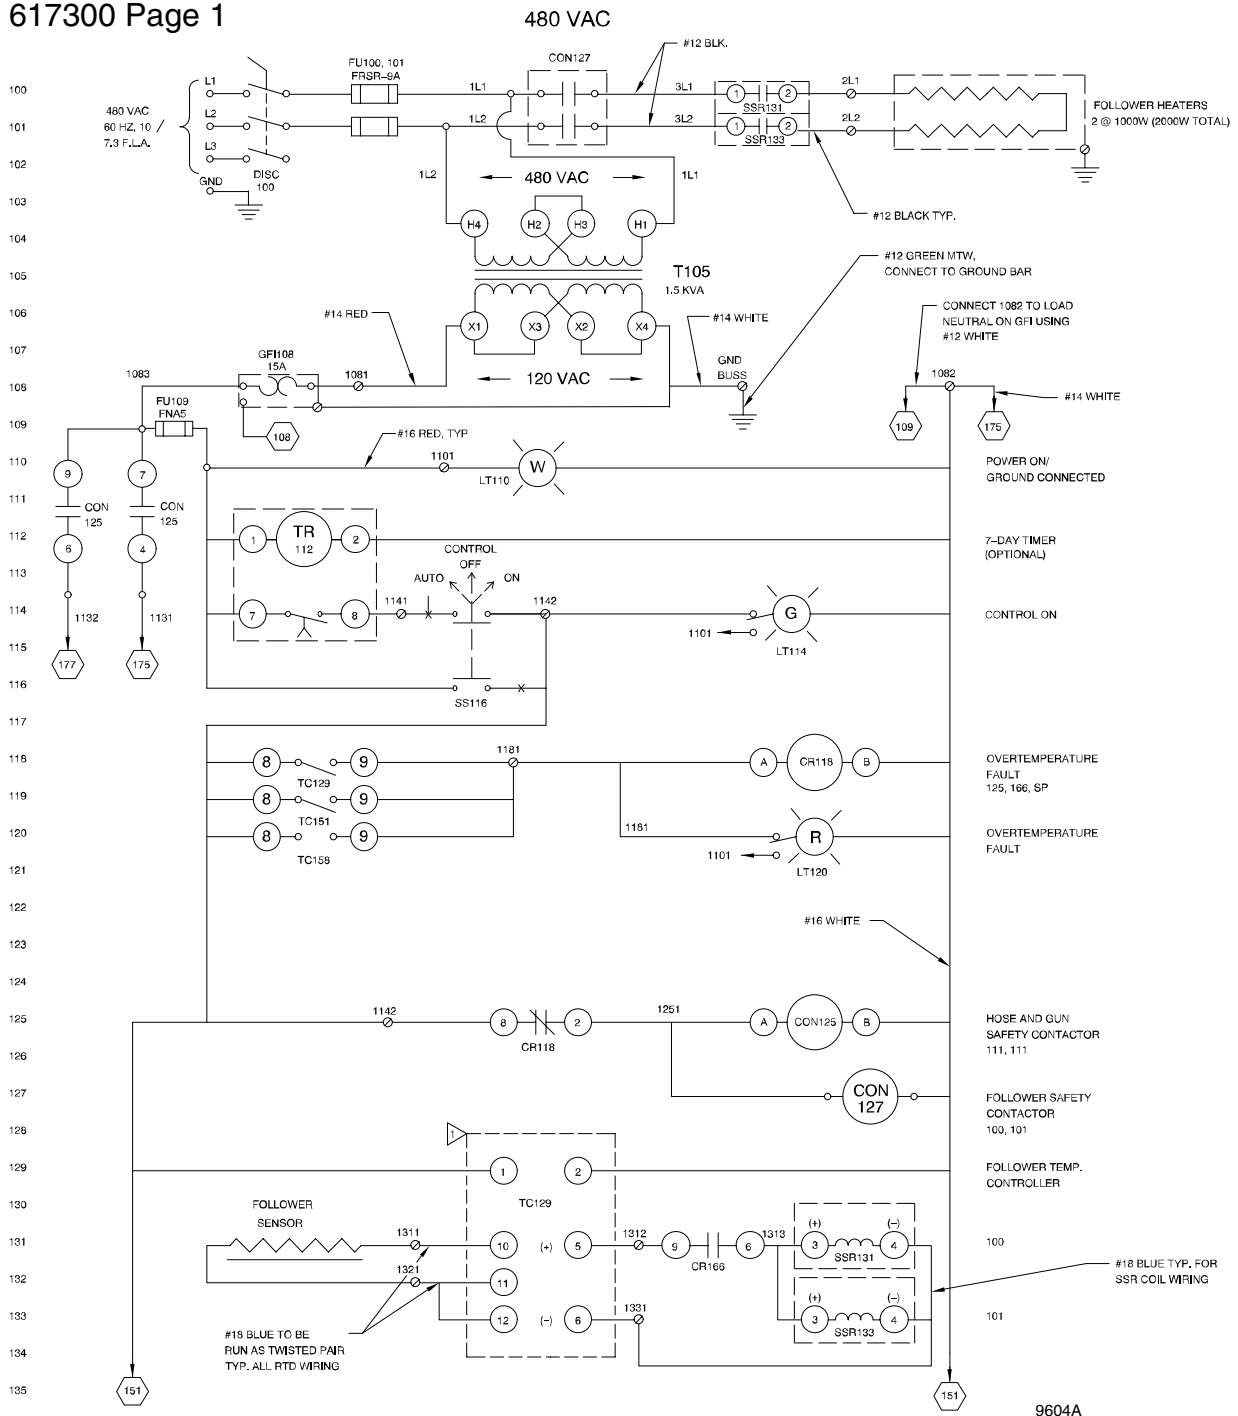 617300 Page 1
480 VAC
#12 BLK.
CON127
FU100, 101
FRSR–9A
100
L1
1L1
3L1
1
2
2L1
SSR131
FOLLOWER HEATERS
2 @ 1000W (2000W TOTAL)
480 VAC
60 HZ, 10 /
7.3 F.L.A.
101
L2
1L2
3L2
1
2
2L2
SSR133
L3
102
DISC
100
GND
1L2
480 VAC
1L1
103
#12 BLACK TYP.
H4
H2
H3
H1
104
#12 GREEN MTW,
CONNECT TO GROUND BAR
105
T105
1.5 KVA
106
#14 RED
X1
X3
X2
X4
#14 WHITE
CONNECT 1082 TO LOAD
NEUTRAL ON GFI USING
#12 WHITE
107
GFI108
15A
GND
BUSS
1083
1081
120 VAC
1082
108
#14 WHITE
FU109
FNA5
109
108
109
175
#16 RED, TYP
110
9
7
1101
W
LT110
POWER ON/
GROUND CONNECTED
111
CON
125
CON
125
112
6
4
1
TR
112
2
7–DAY TIMER
(OPTIONAL)
CONTROL
OFF
113
AUTO
ON
114
1132
1131
7
8
1141
X
1142
G
CONTROL ON
1101
LT114
115
177
175
116
X
SS116
117
118
8
9
TC129
1181
A
CR118
B
OVERTEMPERATURE
FAULT
125, 166, SP
119
8
9
TC151
120
8
9
TC158
1181
R
OVERTEMPERATURE
FAULT
1101
LT120
121
122
#16 WHITE
123
124
125
1142
8
2
CR118
1251
A
CON125
B
HOSE AND GUN
SAFETY CONTACTOR
111, 111
126
127
CON
127
FOLLOWER SAFETY
CONTACTOR
100, 101
128
1
129
1
2
FOLLOWER TEMP.
CONTROLLER
TC129
130
FOLLOWER
SENSOR
131
1311
10
(+)
5
1312
9
6
CR166
1313
(+)
(–)
3
4
SSR131
100
132
1321
11
#18 BLUE TYP. FOR
SSR COIL WIRING
133
12
(–)
6
1331
(+)
(–)
3
4
SSR133
101
#18 BLUE TO BE
RUN AS TWISTED PAIR
TYP. ALL RTD WIRING
134
135
151
151
9604A